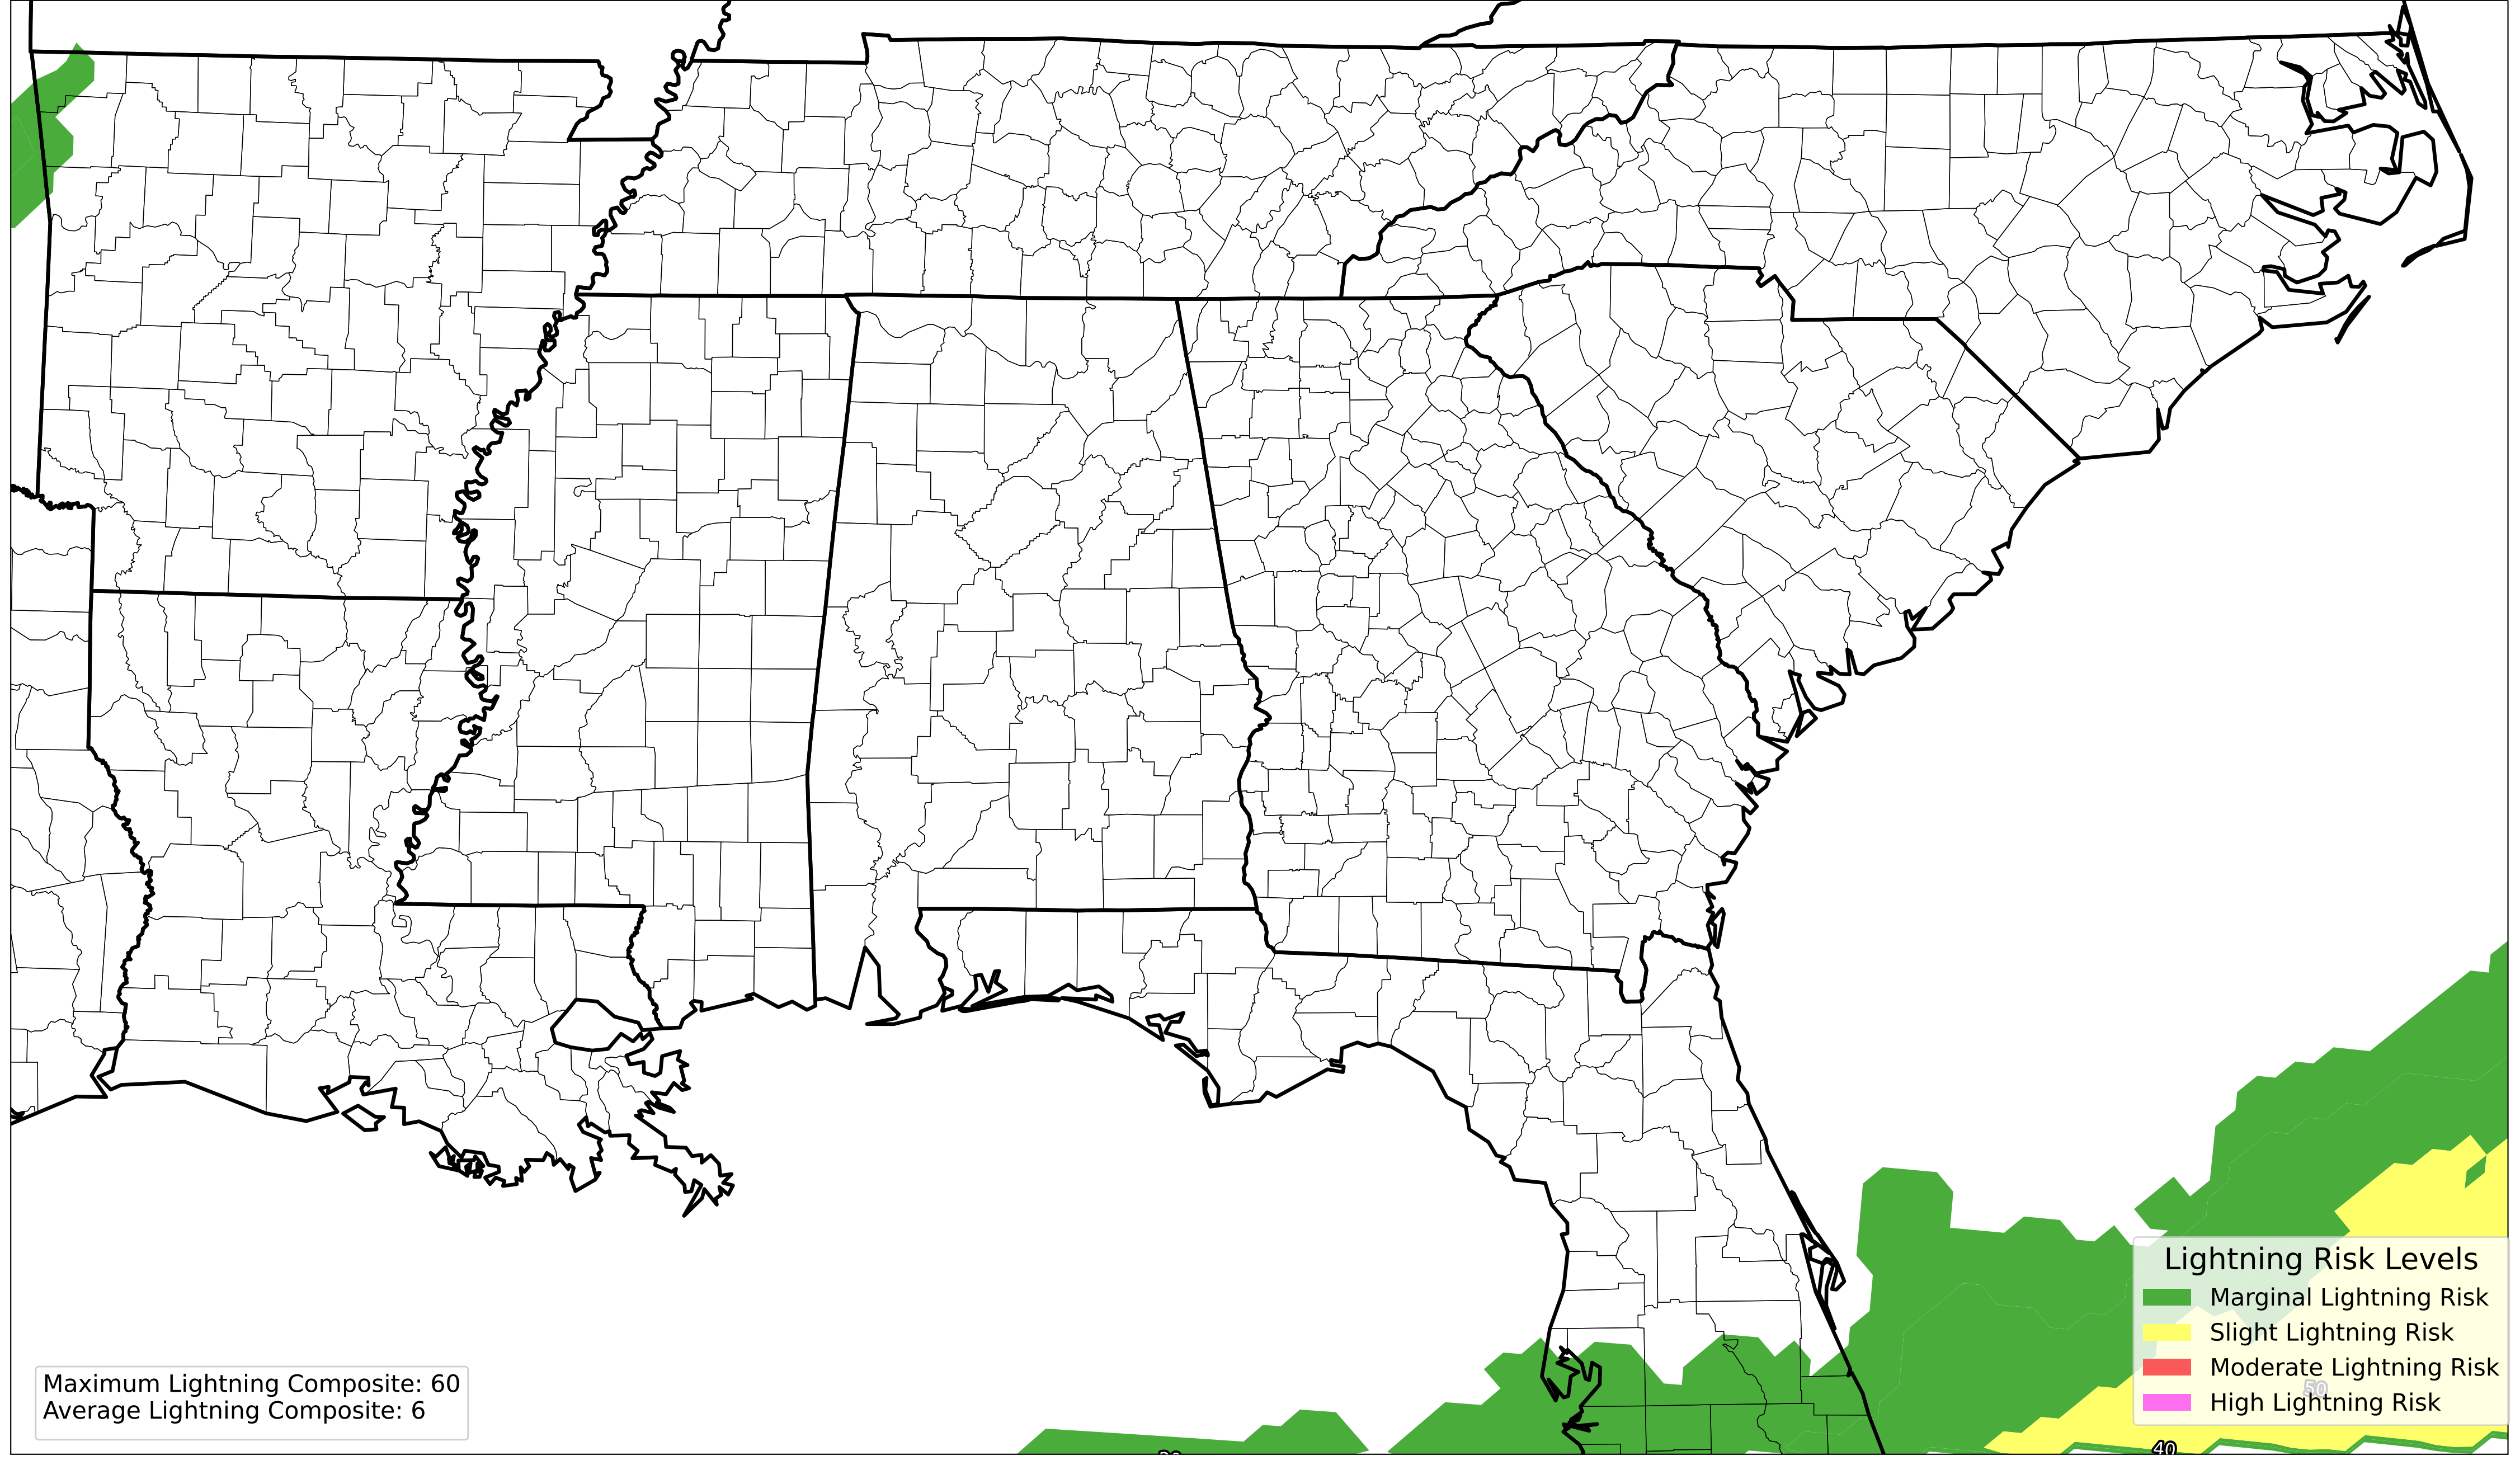 Lightning Risk Levels
Marginal Lightning Risk
Slight Lightning Risk
Moderate Lightning Risk
50
High Lightning Risk
Maximum Lightning Composite: 60
Average Lightning Composite: 6
40